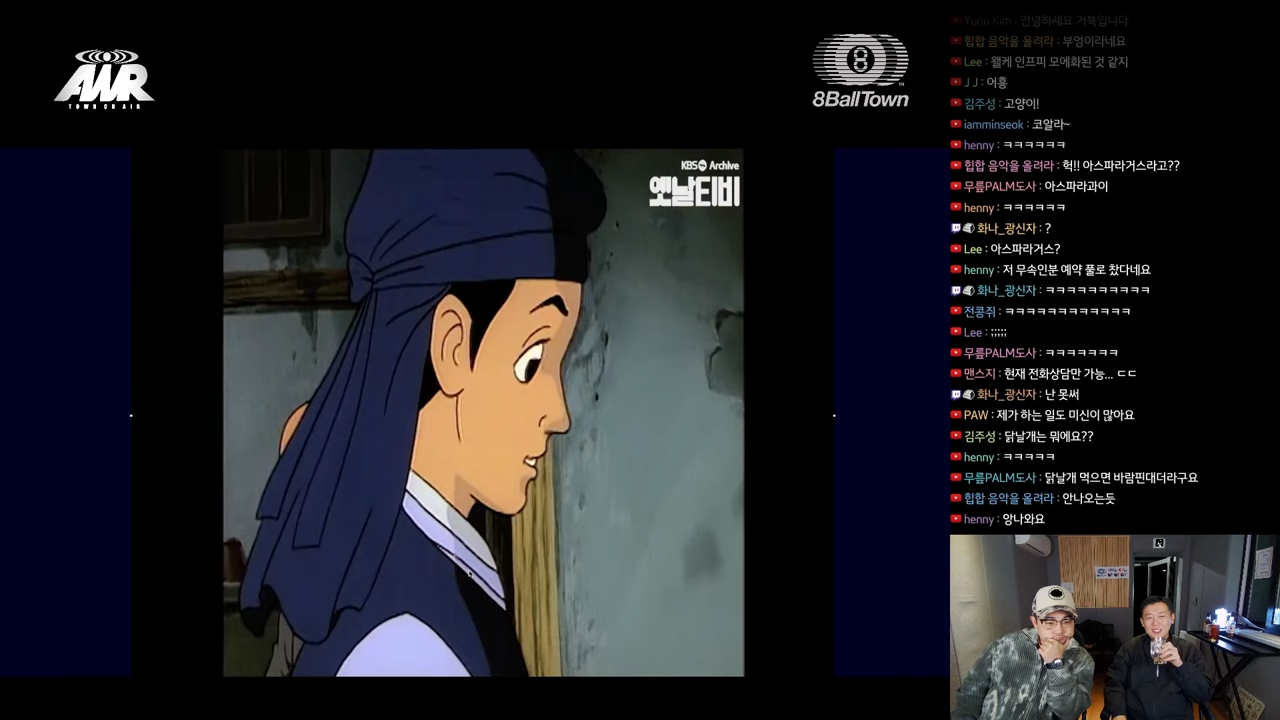 AWR
TOWN ON AIR
8
8BallTown
KBS Archive
옛날티비
Yunu Kim : 안녕하세요 거북입니다
힙합 음악을 올려라 : 부엉이라네요
Lee : 웰케 인프피 모에화된 것 같지
J J : 어흥
김주성 : 고양이!
iamminseok : 코알라~
henny : ㅋㅋㅋㅋㅋㅋ
힙합 음악을 올려라 : 헉!! 아스파라거스라고??
무릎PALM도사 : 아스파라과이
henny : ㅋㅋㅋㅋㅋㅋ
화나_광신자 : ?
Lee : 아스파라거스?
henny : 저 무속인분 예약 풀로 찼다네요
화나_광신자 : ㅋㅋㅋㅋㅋㅋㅋㅋㅋㅋ
전콩쥐 : ㅋㅋㅋㅋㅋㅋㅋㅋㅋㅋㅋㅋ
Lee : ;;;;;
무릎PALM도사 : ㅋㅋㅋㅋㅋㅋㅋ
맨스지 : 현재 전화상담만 가능... ㄷㄷ
화나_광신자 : 난 못써
PAW : 제가 하는 일도 미신이 많아요
김주성 : 닭날개는 뭐에요??
henny : ㅋㅋㅋㅋㅋ
무릎PALM도사 : 닭날개 먹으면 바람핀대더라구요
힙합 음악을 올려라 : 안나오는듯
henny : 앙나와요